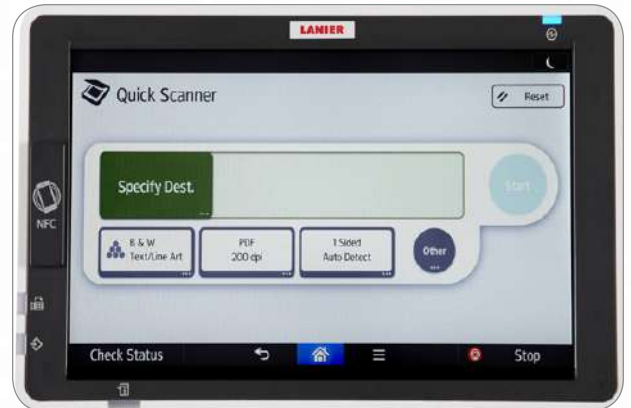 LANIER
Quick Scanner
Reset
Specify Dest.
Start
NFC
B & W
Text/Line Art
PDF
200 dpi
1 Sided
Auto Detect
Other
Check Status
Stop